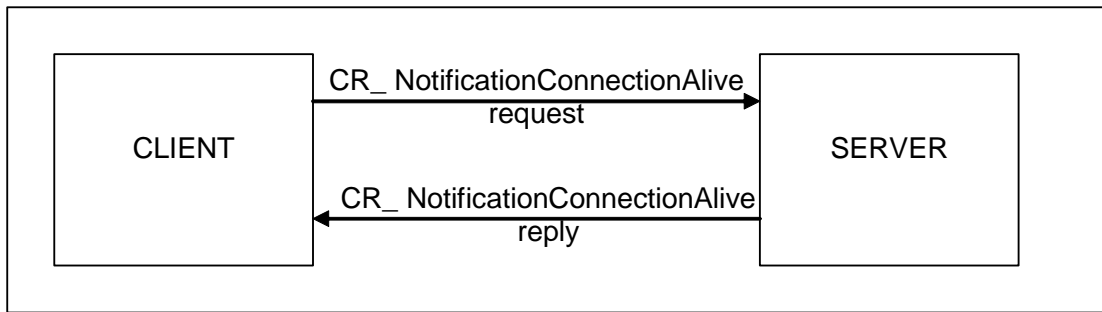 CR_ NotificationConnectionAlive
request
CLIENT
SERVER
CR_ NotificationConnectionAlive
reply